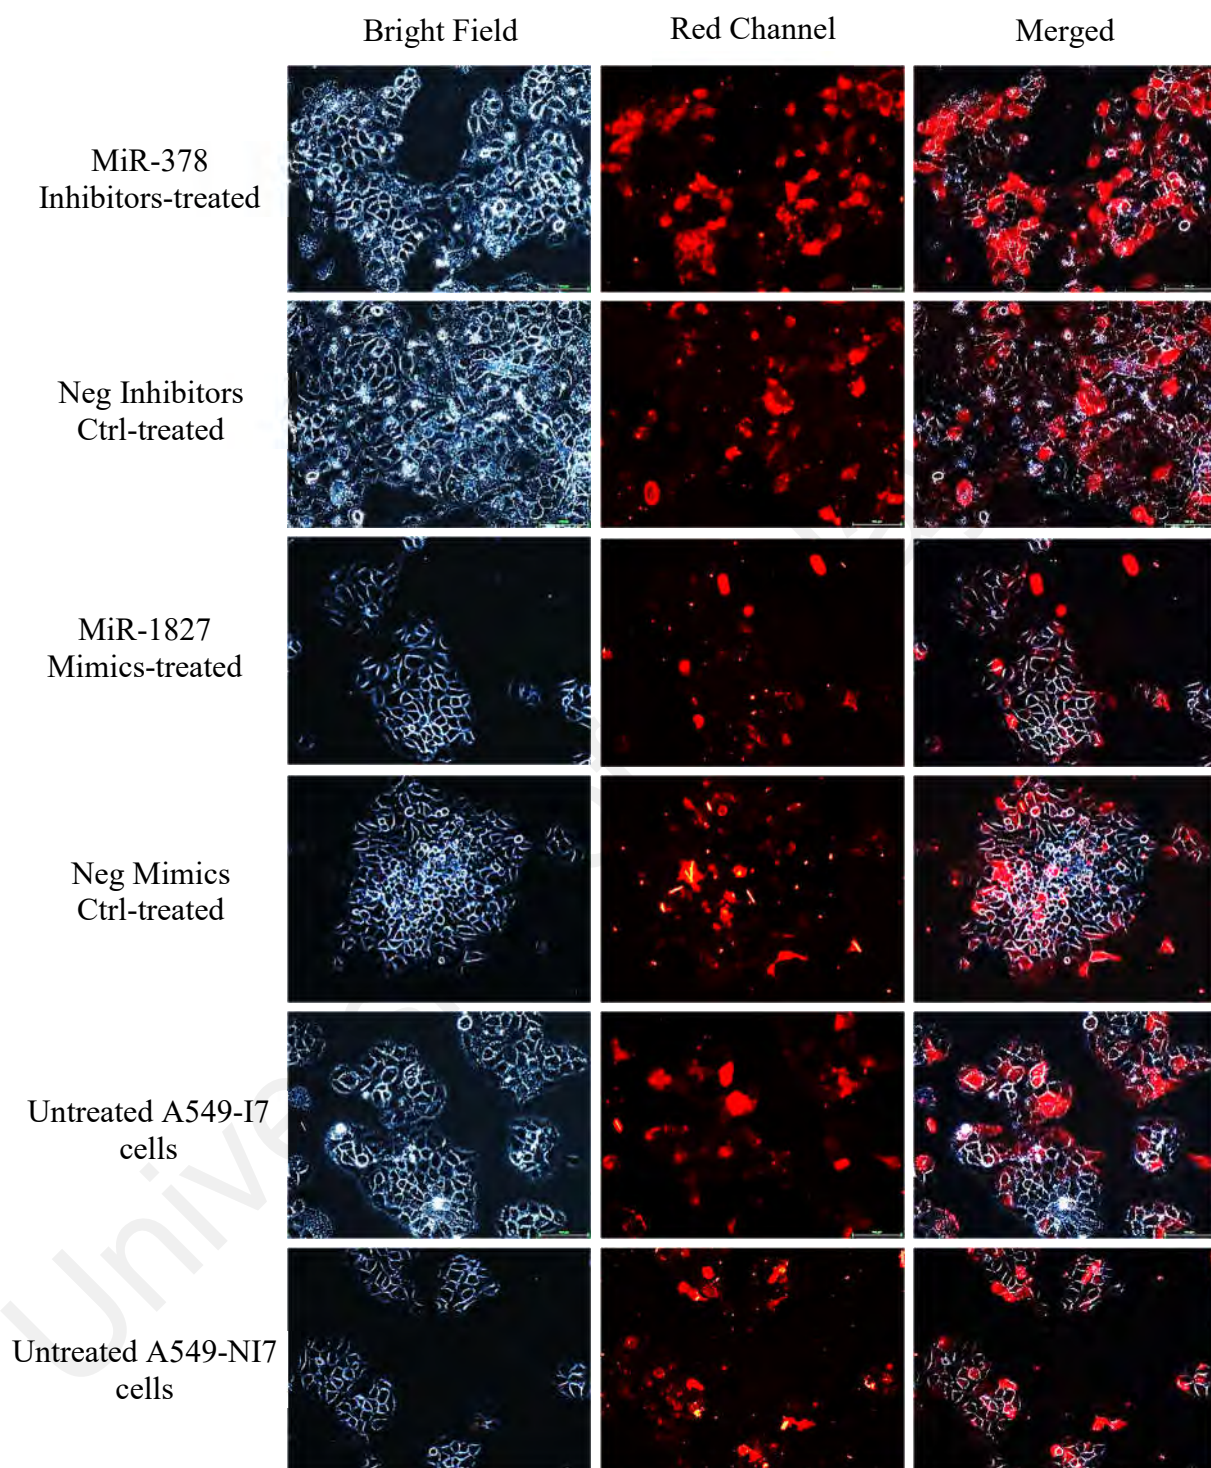 Bright Field
Red Channel
Merged
MiR-378
Inhibitors-treated
Neg Inhibitors
Ctrl-treated
MiR-1827
Mimics-treated
Neg Mimics
Ctrl-treated
Untreated A549-I7
cells
Untreated A549-NI7
cells
Unive